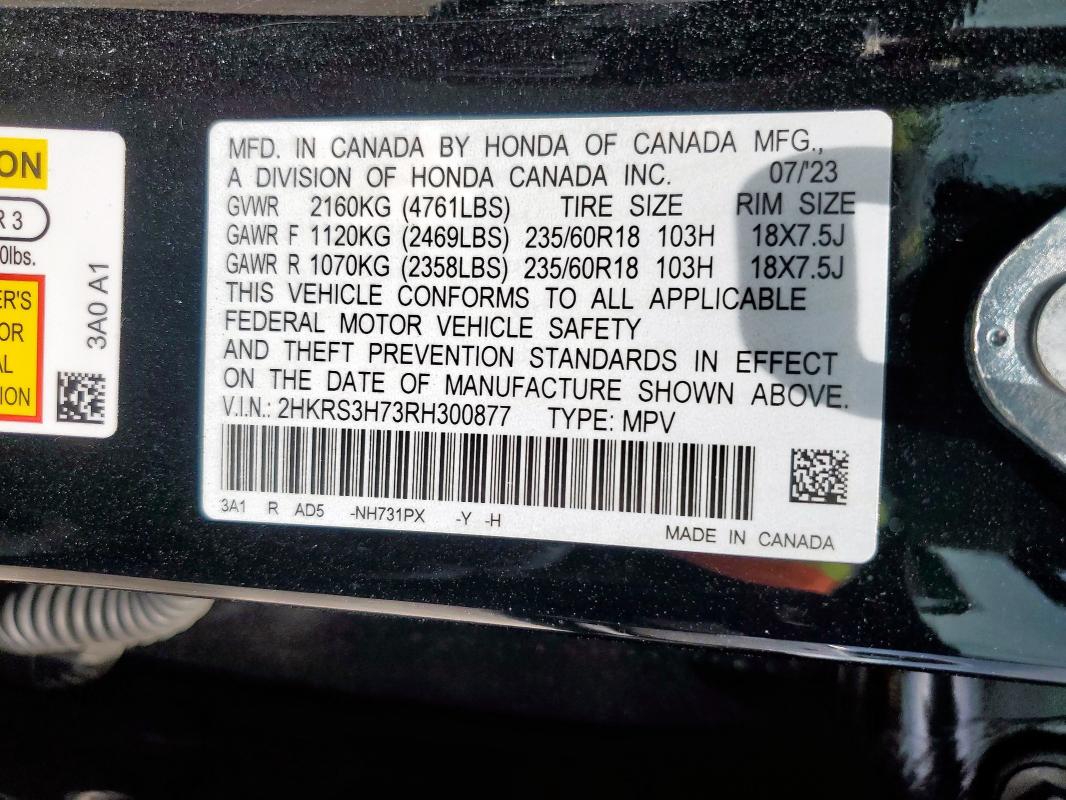 ON
R 3
0lbs.
ER'S
OR
AL
ION
3A0 A1
MFD. IN CANADA BY HONDA OF CANADA MFG.,
A DIVISION OF HONDA CANADA INC. 07/'23
GVWR 2160KG (4761LBS) TIRE SIZE RIM SIZE
GAWR F 1120KG (2469LBS) 235/60R18 103H 18X7.5J
GAWR R 1070KG (2358LBS) 235/60R18 103H 18X7.5J
THIS VEHICLE CONFORMS TO ALL APPLICABLE
FEDERAL MOTOR VEHICLE SAFETY
AND THEFT PREVENTION STANDARDS IN EFFECT
ON THE DATE OF MANUFACTURE SHOWN ABOVE.
V.I.N.: 2HKRS3H73RH300877 TYPE: MPV
3A1 R AD5 -NH731PX -Y -H
MADE IN CANADA